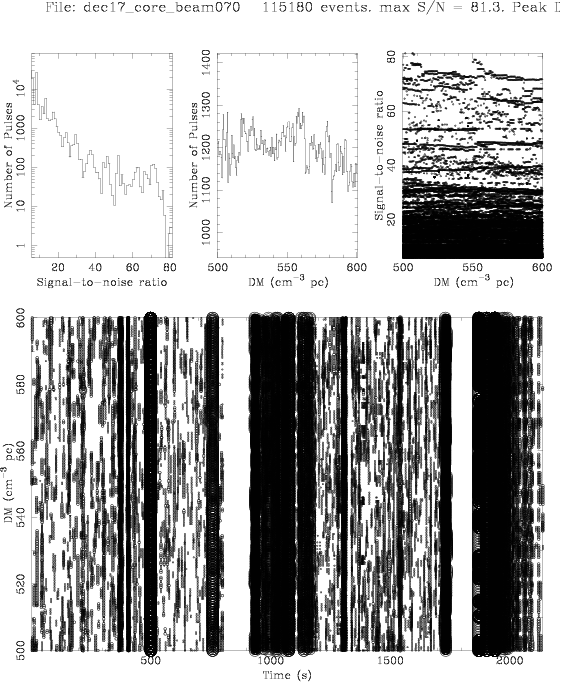 File: dec17_core_beam070 115180 events. max S/N = 81.3. Peak D
Number of Pulses
10⁴
1000
100
10
1
20 40 60 80
Signal-to-noise ratio
Number of Pulses
1400
1300
1200
1100
1000
500 550 600
DM (cm⁻³ pc)
Signal-to-noise ratio
80
60
40
20
500 550 600
DM (cm⁻³ pc)
DM (cm⁻³ pc)
600
580
560
540
520
500
500 1000 1500 2000
Time (s)